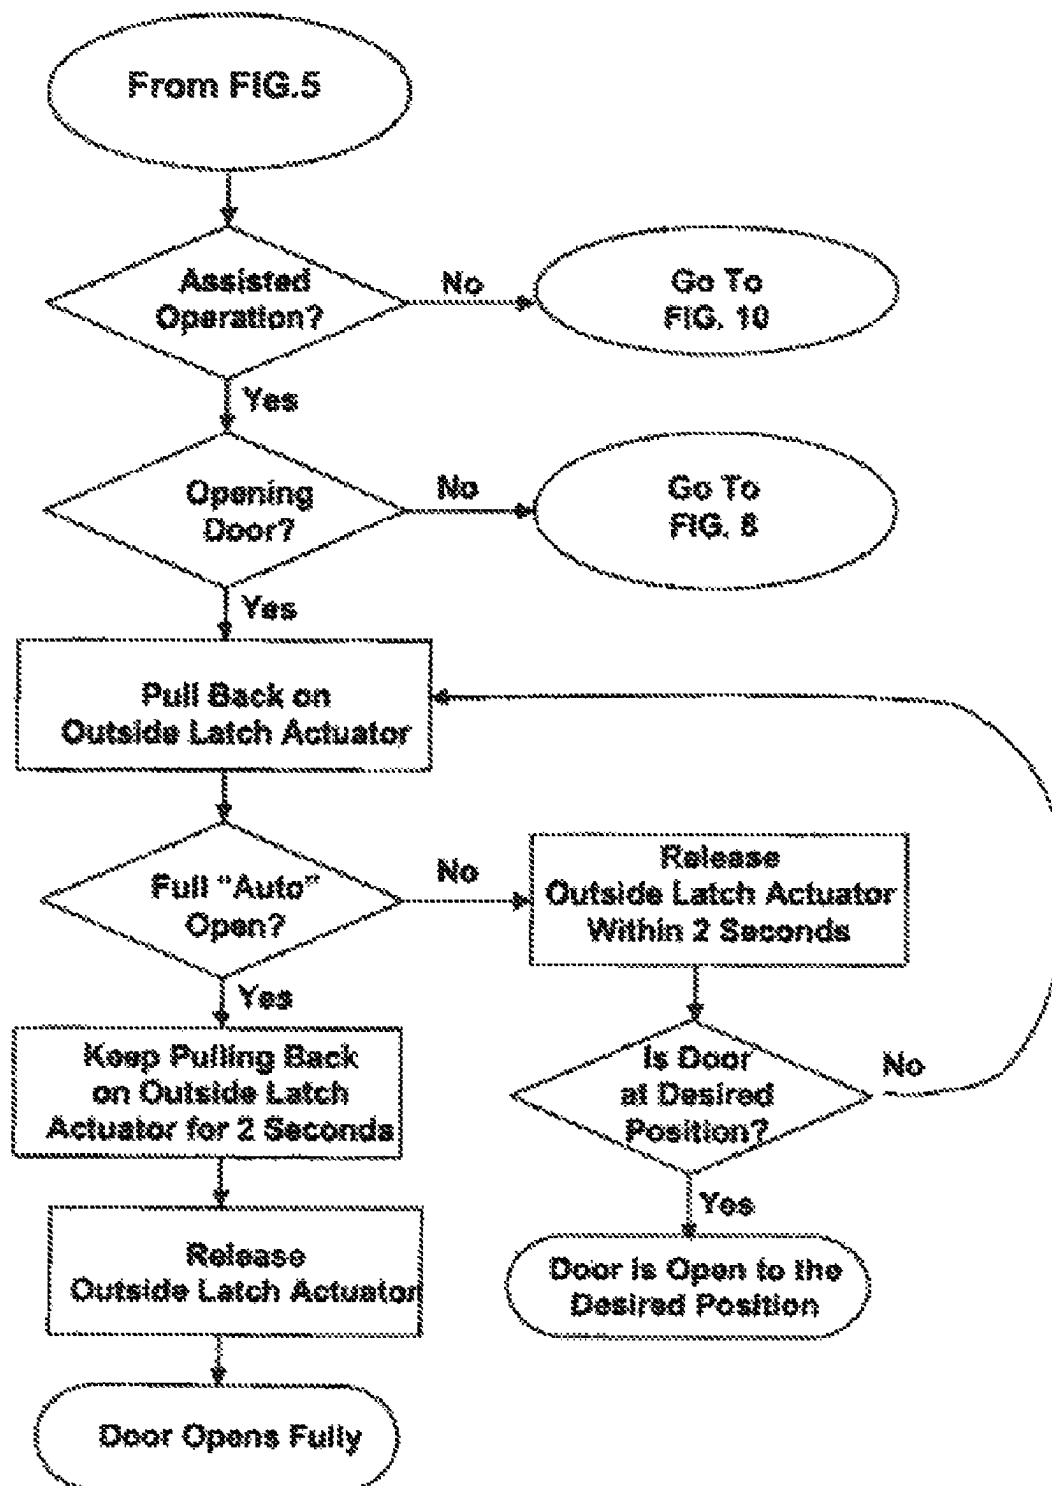 From FIG.5
Assisted
Operation?
No
Go To
FIG. 10
Yes
Opening
Door?
No
Go To
FIG. 8
Yes
Pull Back on
Outside Latch Actuator
Full "Auto"
Open?
No
Release
Outside Latch Actuator
Within 2 Seconds
Yes
Keep Pulling Back
on Outside Latch
Actuator for 2 Seconds
Is Door
at Desired
Position?
No
Yes
Release
Outside Latch Actuator
Door is Open to the
Desired Position
Door Opens Fully